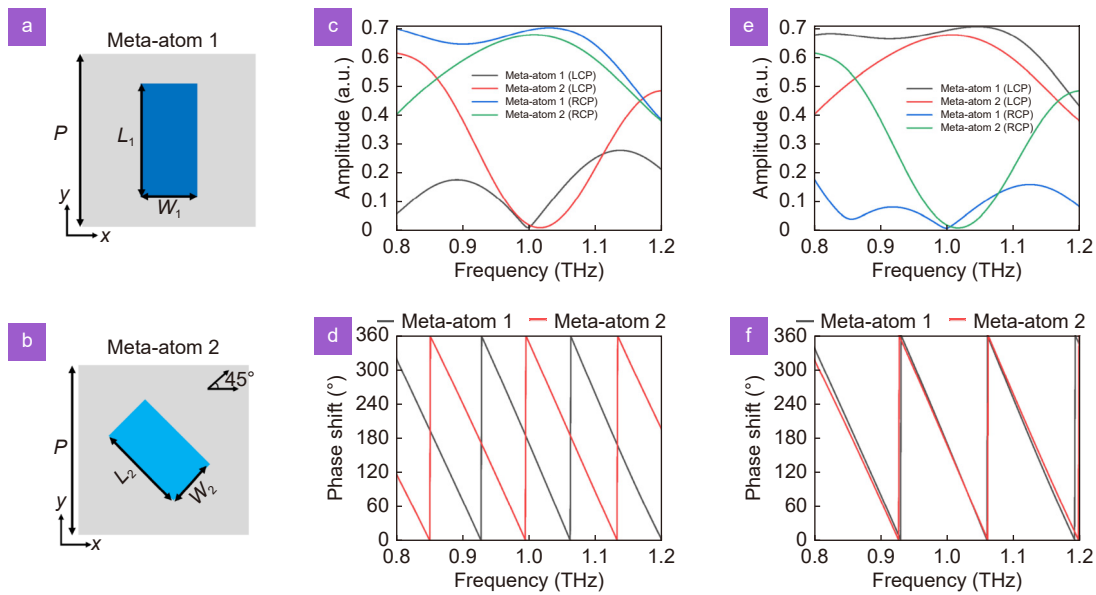 a
Meta-atom 1
P
L1
W1
y
x
b
Meta-atom 2
45°
P
L2
W2
y
x
c
Amplitude (a.u.)
0.7
0.6
0.5
0.4
0.3
0.2
0.1
0
Meta-atom 1 (LCP)
Meta-atom 2 (LCP)
Meta-atom 1 (RCP)
Meta-atom 2 (RCP)
0.8 0.9 1.0 1.1 1.2
Frequency (THz)
d
Meta-atom 1 Meta-atom 2
Phase shift (°)
360
300
240
180
120
60
0
0.8 0.9 1.0 1.1 1.2
Frequency (THz)
e
Amplitude (a.u.)
0.7
0.6
0.5
0.4
0.3
0.2
0.1
0
Meta-atom 1 (LCP)
Meta-atom 2 (LCP)
Meta-atom 1 (RCP)
Meta-atom 2 (RCP)
0.8 0.9 1.0 1.1 1.2
Frequency (THz)
f
Meta-atom 1 Meta-atom 2
Phase shift (°)
360
300
240
180
120
60
0
0.8 0.9 1.0 1.1 1.2
Frequency (THz)